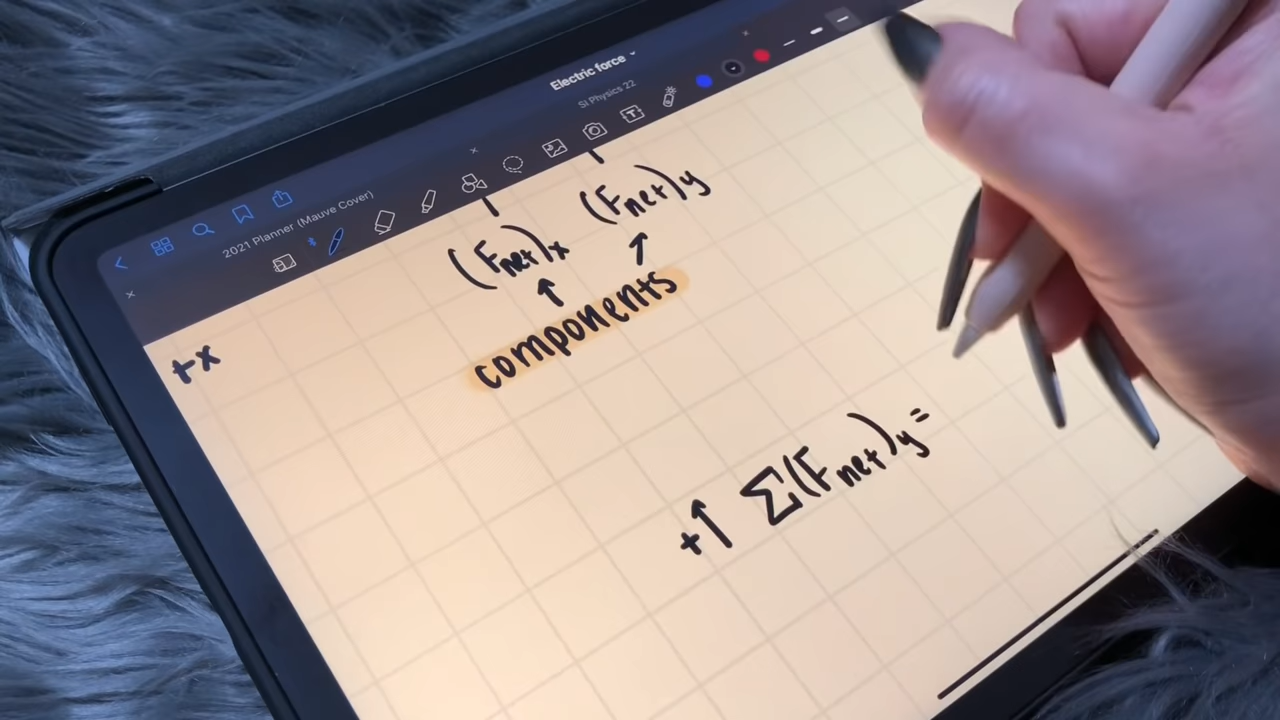 Electric force
SI Physics 22
2021 Planner (Mauve Cover)
(Fnet)x (Fnet)y
components
+x
+↑ Σ(Fnet)y=